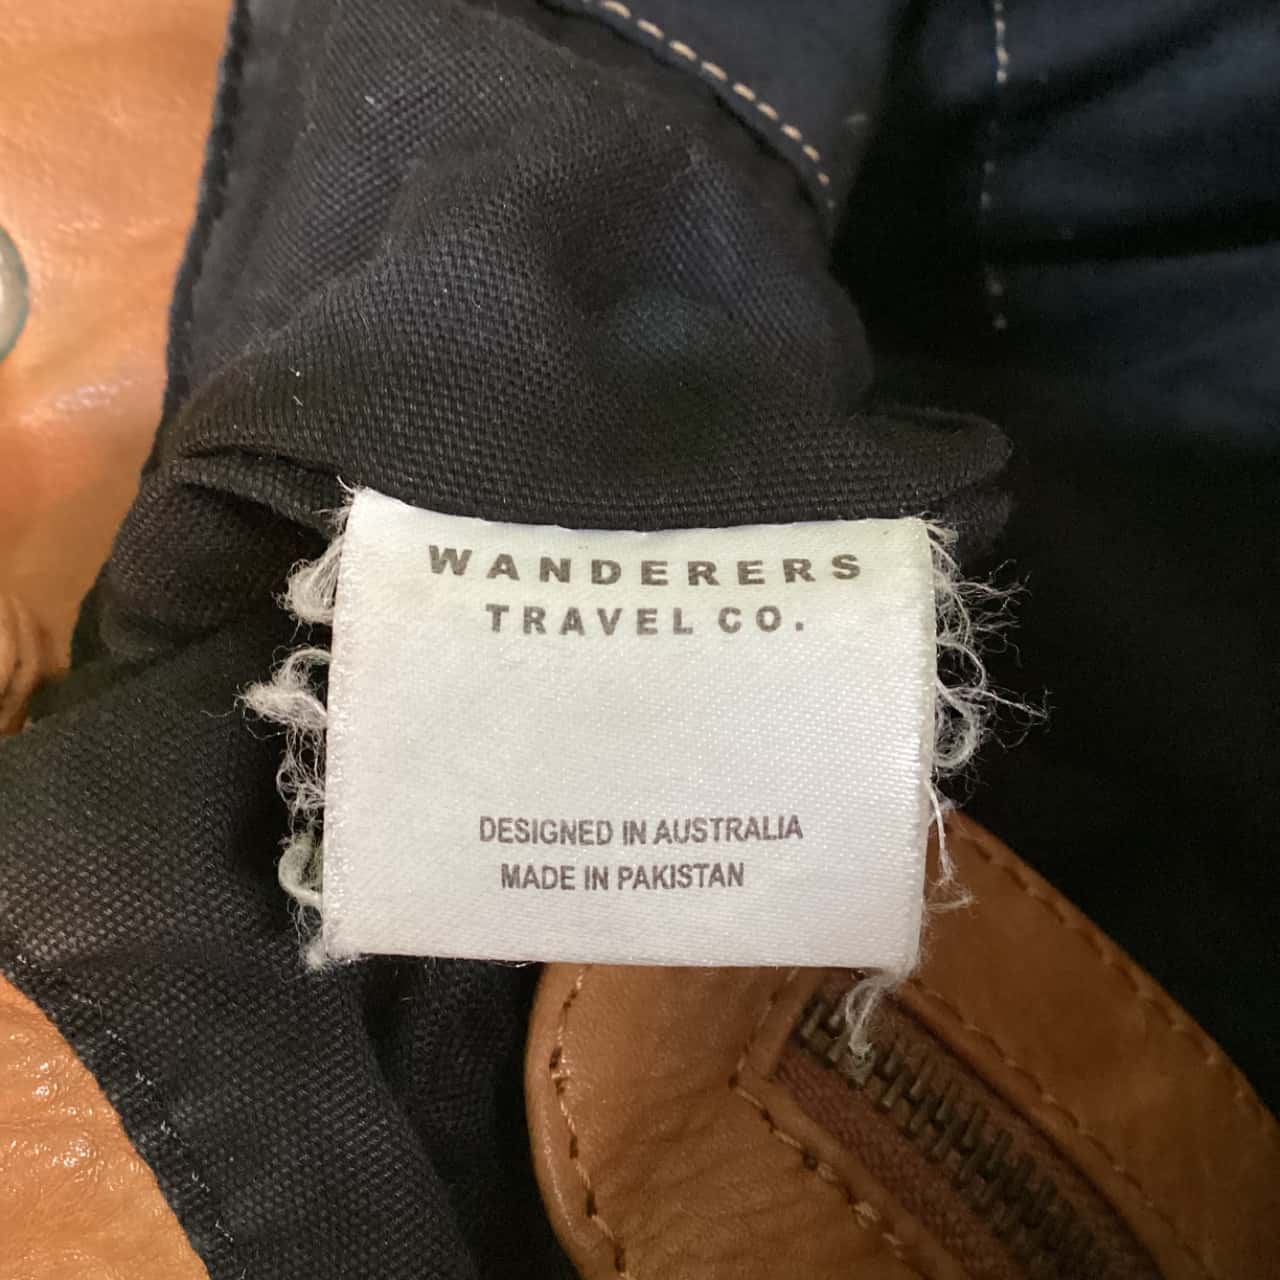 WANDERERS
TRAVEL CO.
DESIGNED IN AUSTRALIA
MADE IN PAKISTAN